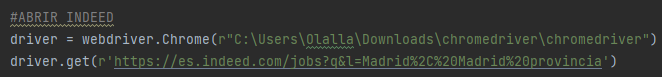 #ABRIR INDEED
driver = webdriver.Chrome(r"C:\Users\Olalla\Downloads\chromedriver\chromedriver")
driver.get(r'https://es.indeed.com/jobs?q&l=Madrid%2C%20Madrid%20provincia')